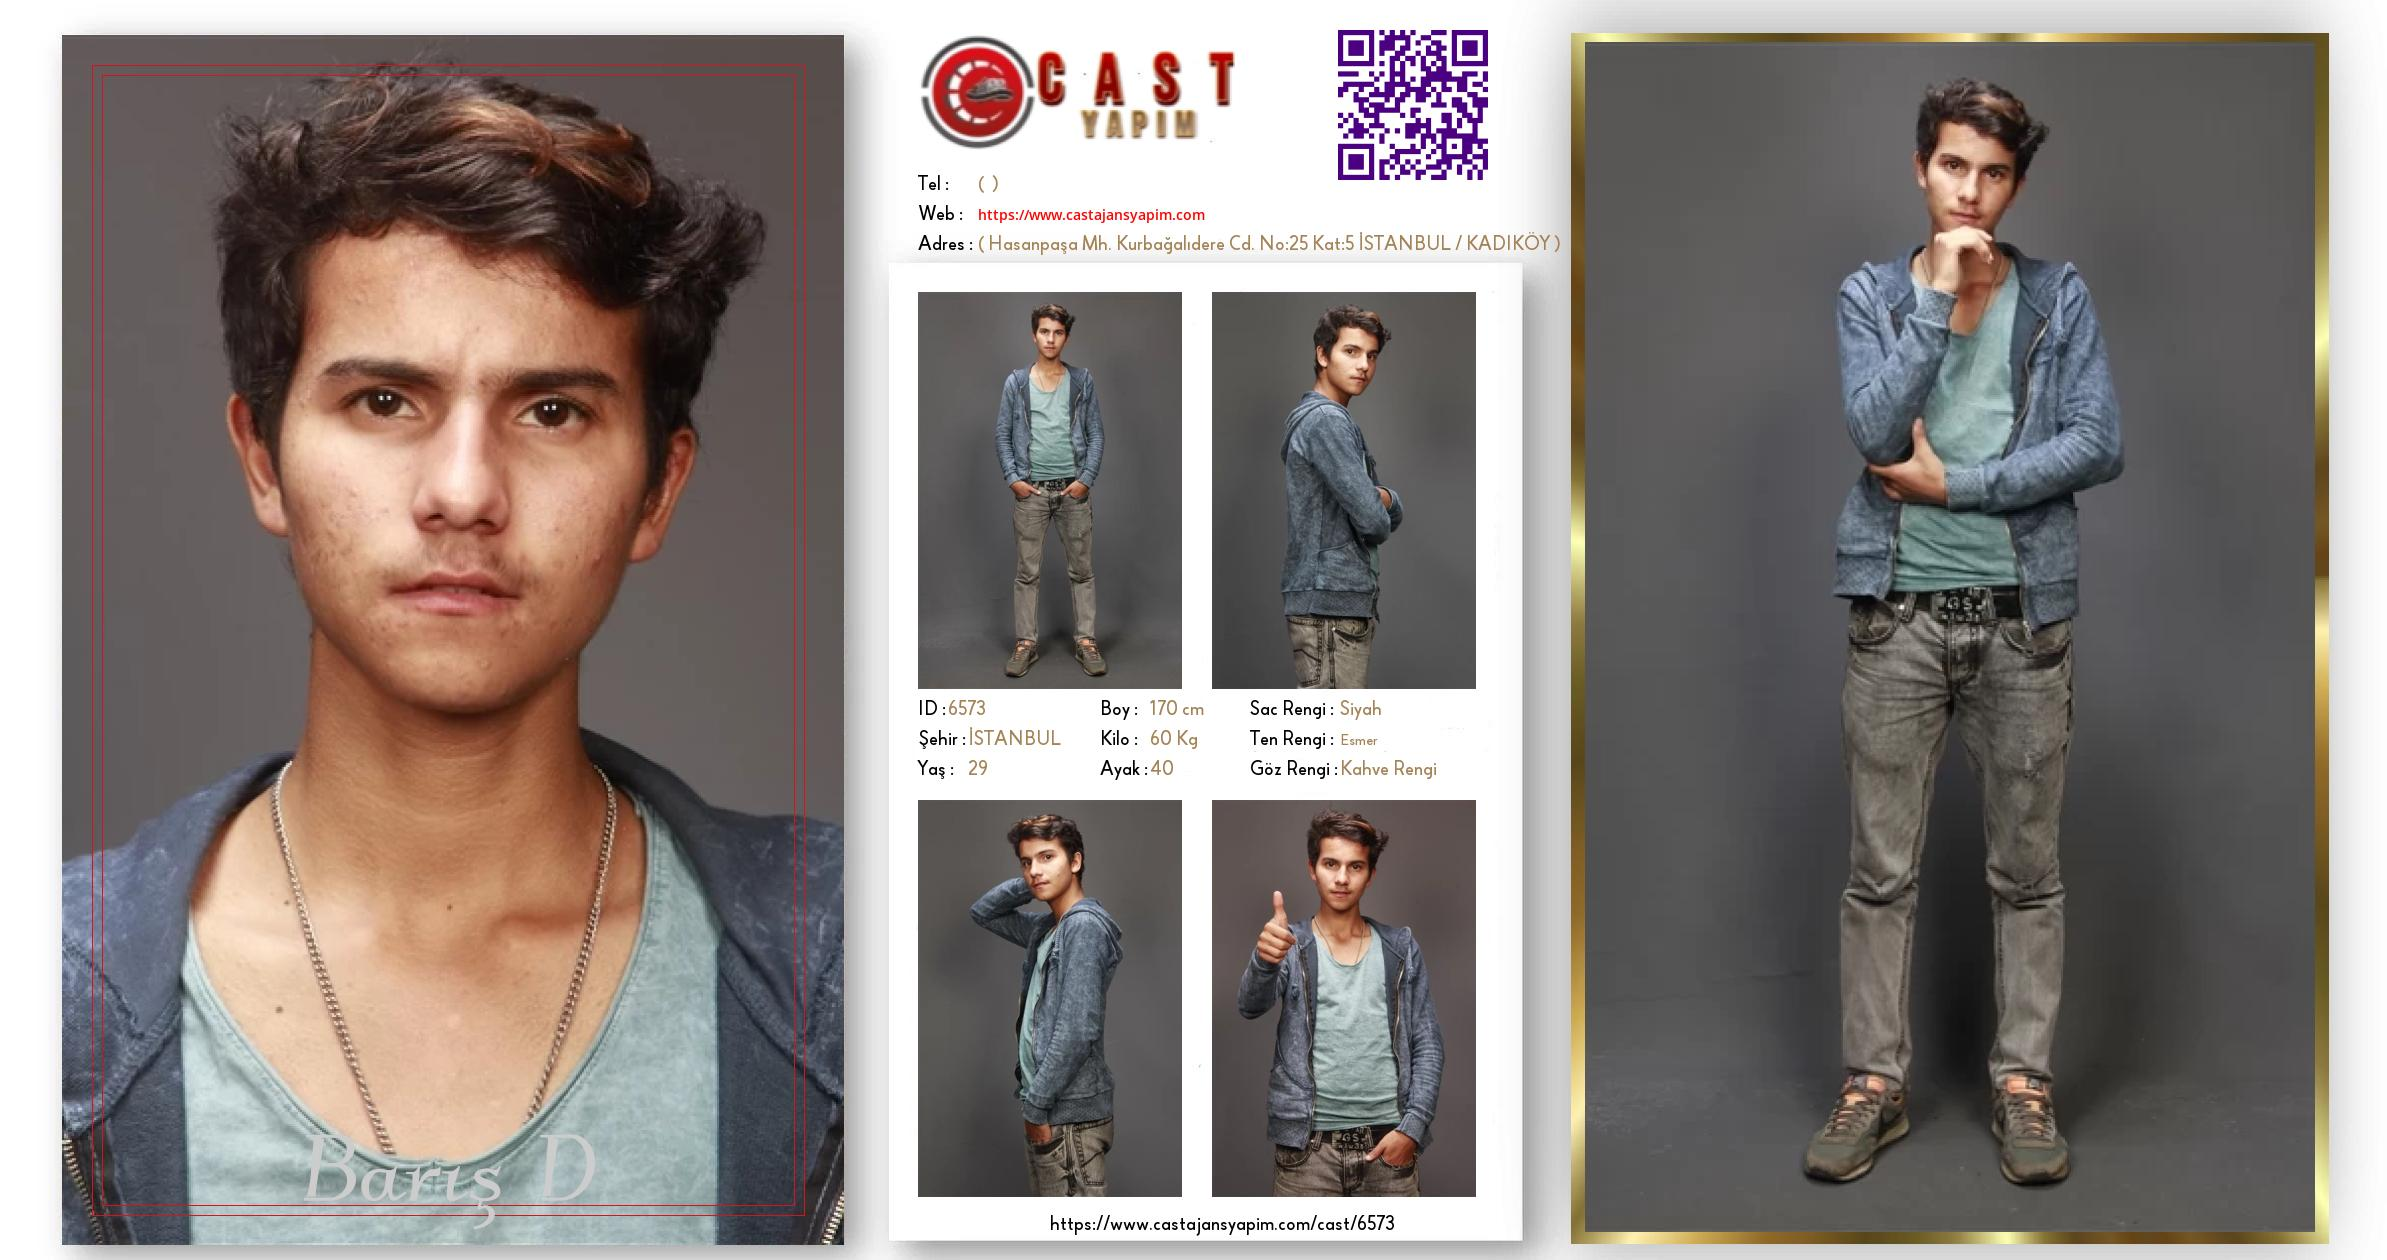 CAST
YAPIM
Tel : ( )
Web : https://www.castajansyapim.com
Adres : ( Hasanpaşa Mh. Kurbağalıdere Cd. No:25 Kat:5 İSTANBUL / KADIKÖY )
ID : 6573 Boy : 170 cm Sac Rengi : Siyah
Şehir : İSTANBUL Kilo : 60 Kg Ten Rengi : Esmer
Yaş : 29 Ayak : 40 Göz Rengi : Kahve Rengi
Barış D
https://www.castajansyapim.com/cast/6573
GS